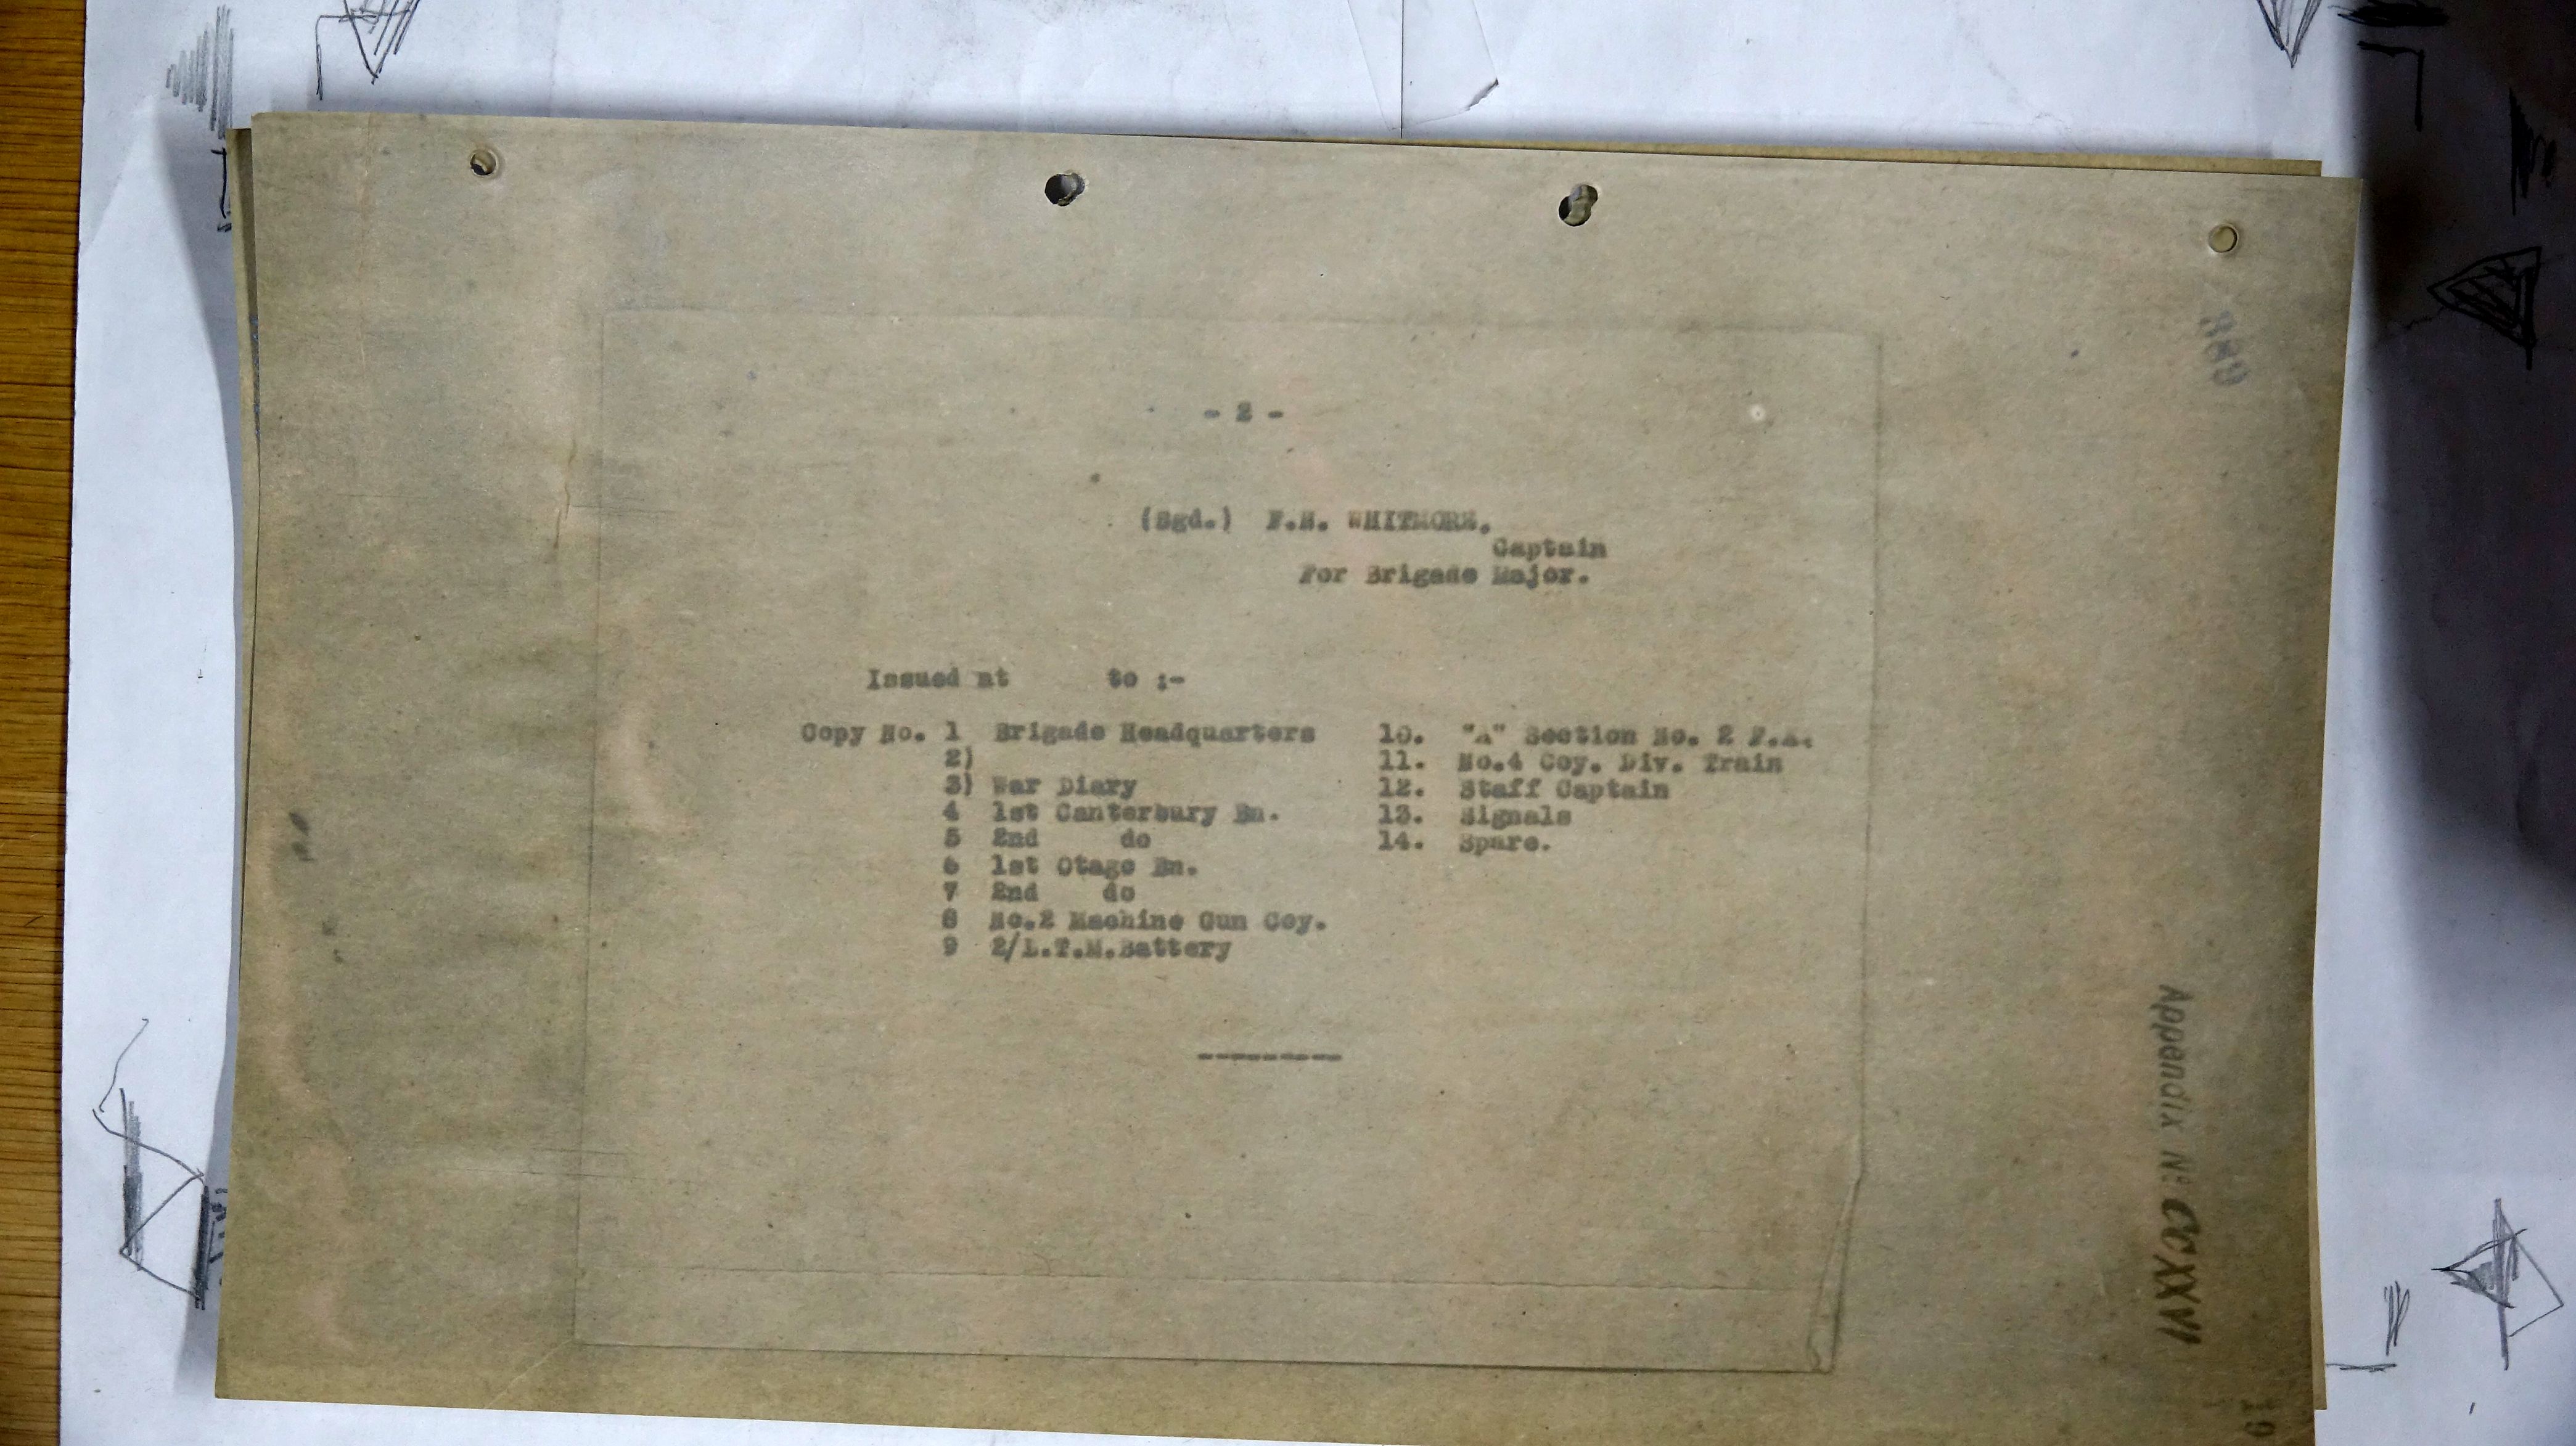 - 2 -
(Sgd.) F.H. WHITMORE.
Captain
For Brigade Major.
Issued at to :-
Copy No. 1 Brigade Headquarters
2)
3) War Diary
4 1st Canterbury Bn.
5 2nd do
6 1st Otago Bn.
7 2nd do
8 No.2 Machine Gun Coy.
9 2/L.T.M.Battery
10. "A" Section No. 2 F.A.
11. No.4 Coy. Div. Train
12. Staff Captain
13. Signals
14. Spare.
---------
Appendix No CCXXVI